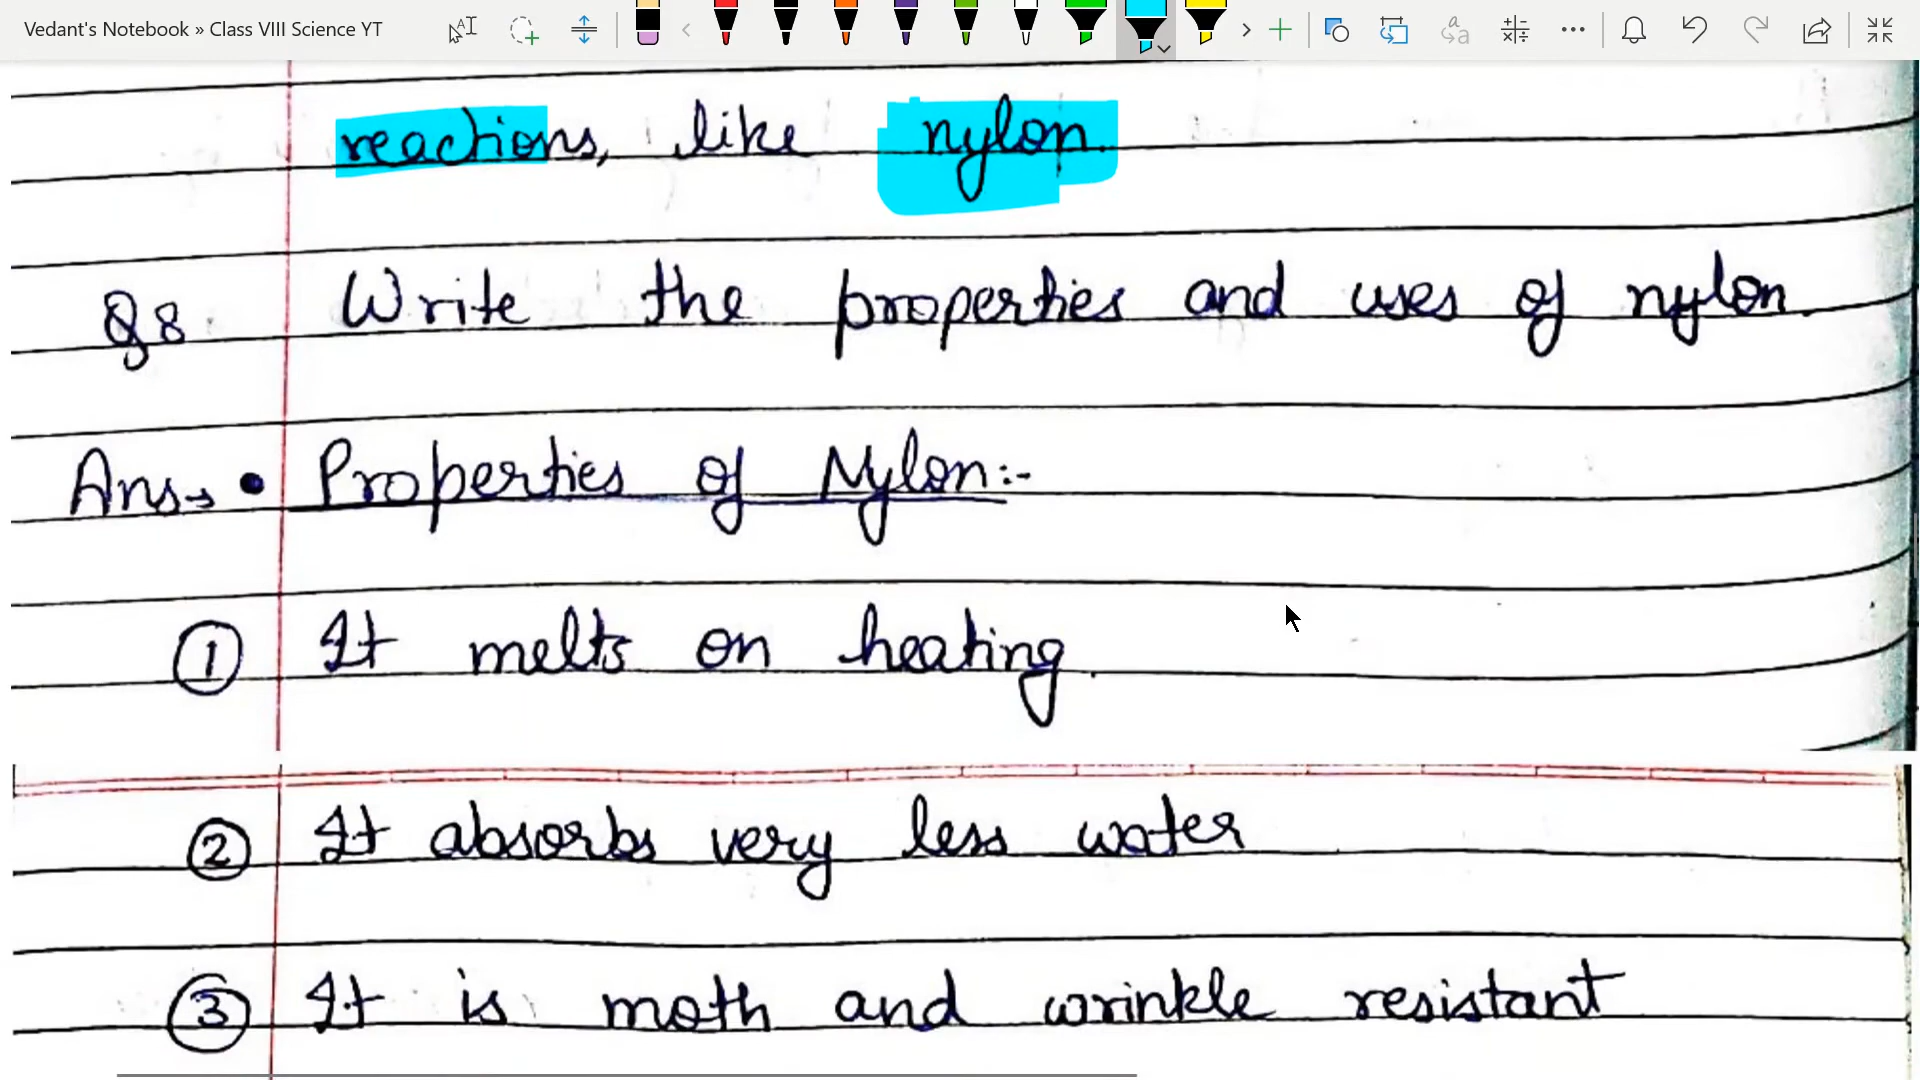 Vedant's Notebook » Class VIII Science YT
reactions, like nylon.
Q8. Write the properties and uses of nylon.
Ans→ • Properties of Nylon:-
① It melts on heating.
② It absorbs very less water
③ It is moth and wrinkle resistant